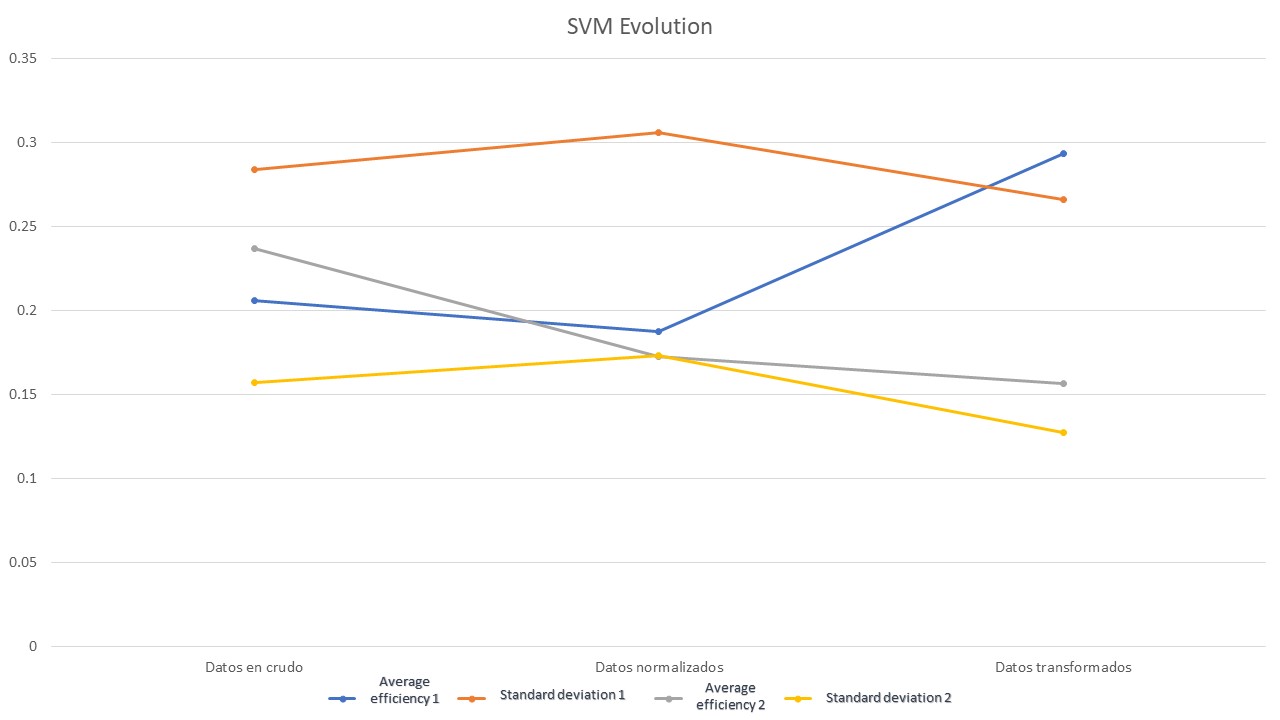 SVM Evolution
0.35
0.3
0.25
0.2
0.15
0.1
0.05
0
Datos en crudo
Datos normalizados
Datos transformados
Average
efficiency 1
Standard deviation 1
Average
efficiency 2
Standard deviation 2